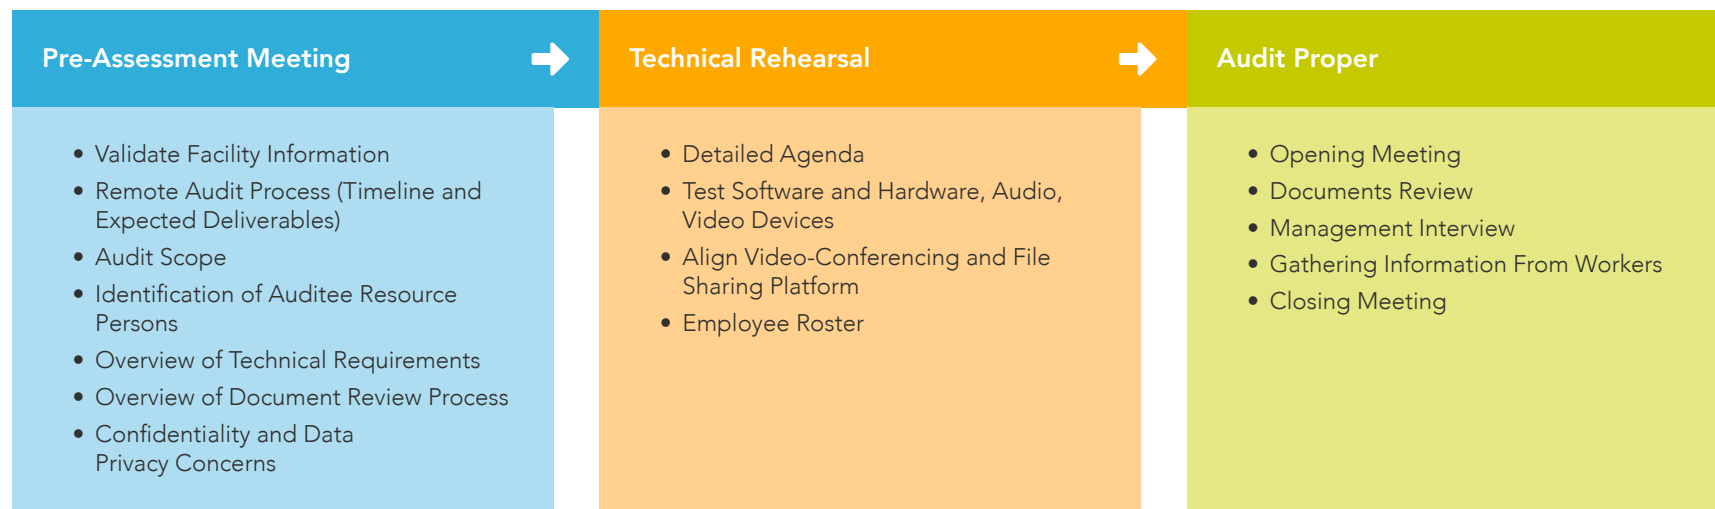 Pre-Assessment Meeting
• Validate Facility Information
• Remote Audit Process (Timeline and
Expected Deliverables)
• Audit Scope
• Identification of Auditee Resource
Persons
• Overview of Technical Requirements
• Overview of Document Review Process
• Confidentiality and Data
Privacy Concerns
Technical Rehearsal
• Detailed Agenda
• Test Software and Hardware, Audio,
Video Devices
• Align Video-Conferencing and File
Sharing Platform
• Employee Roster
Audit Proper
• Opening Meeting
• Documents Review
• Management Interview
• Gathering Information From Workers
• Closing Meeting